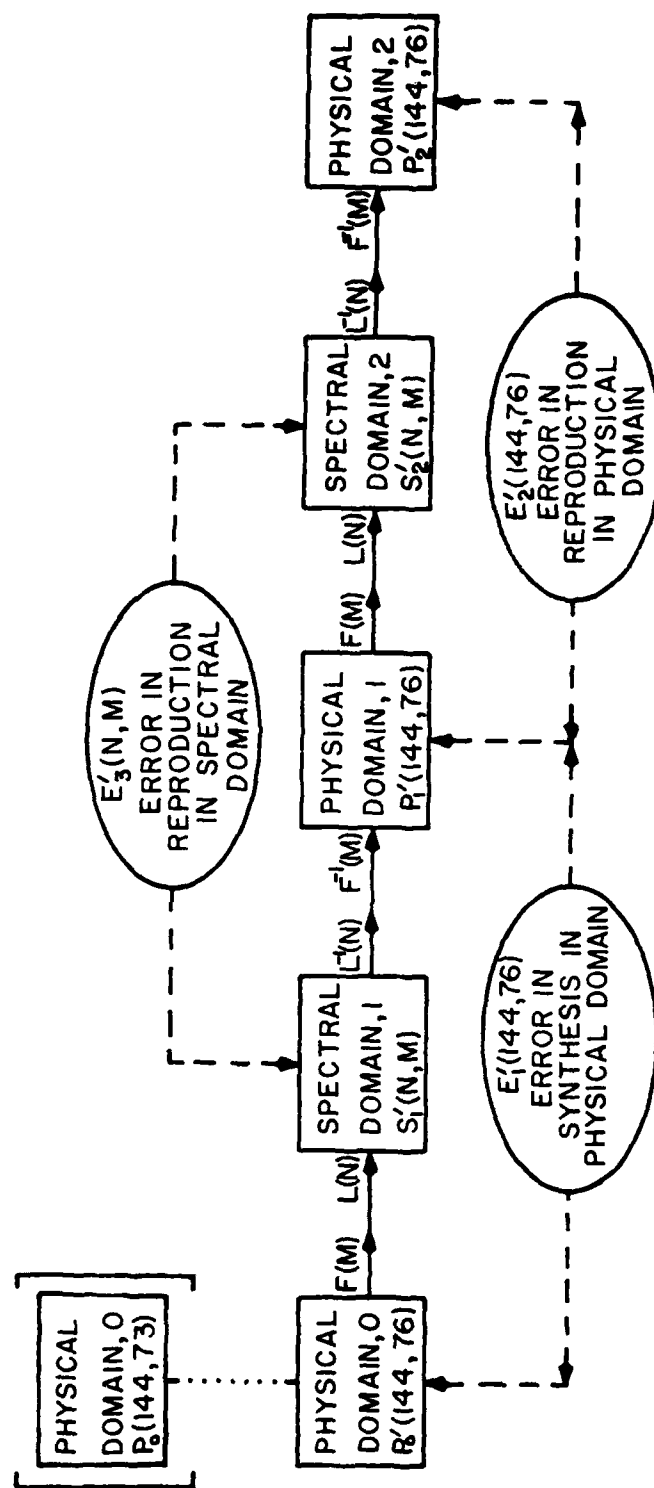 PHYSICAL
DOMAIN,0
P₀(144,73)
PHYSICAL
DOMAIN,0
P₀′(144,76)
F(M)
L(N)
SPECTRAL
DOMAIN,1
S₁′(N,M)
L⁻¹(N)
F⁻¹(M)
PHYSICAL
DOMAIN,1
P₁′(144,76)
F(M)
L(N)
SPECTRAL
DOMAIN,2
S₂′(N,M)
L⁻¹(N)
F⁻¹(M)
PHYSICAL
DOMAIN,2
P₂′(144,76)
E₃′(N,M)
ERROR IN
REPRODUCTION
IN SPECTRAL
DOMAIN
E₁′(144,76)
ERROR IN
SYNTHESIS IN
PHYSICAL DOMAIN
E₂′(144,76)
ERROR IN
REPRODUCTION
IN PHYSICAL
DOMAIN